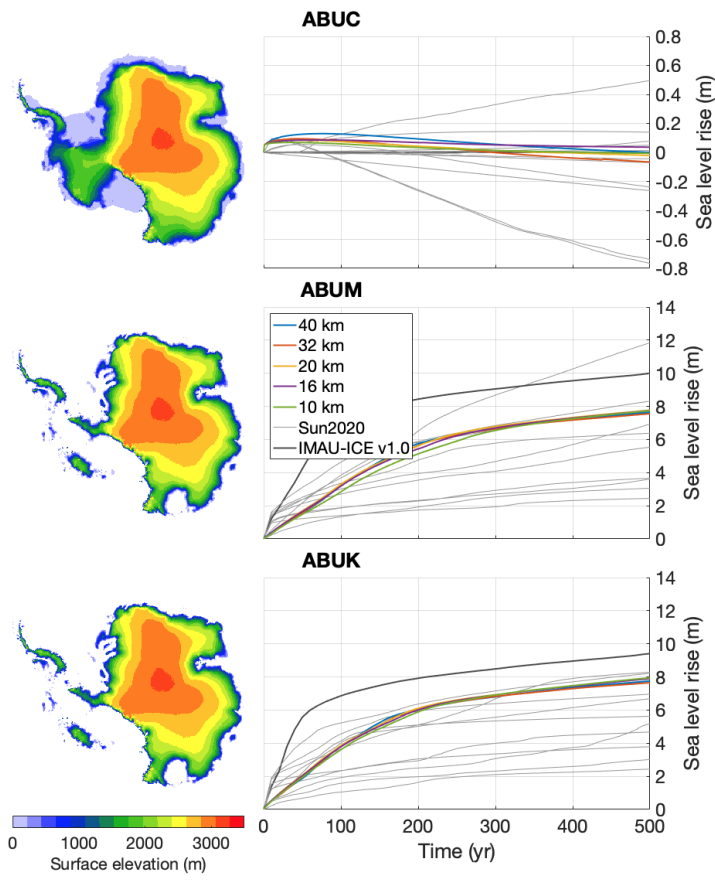 ABUC
0.8
0.6
0.4
0.2
0
-0.2
-0.4
-0.6
-0.8
Sea level rise (m)
ABUM
14
12
10
8
6
4
2
0
Sea level rise (m)
40 km
32 km
20 km
16 km
10 km
Sun2020
IMAU-ICE v1.0
ABUK
14
12
10
8
6
4
2
0
Sea level rise (m)
0 100 200 300 400 500
Time (yr)
0 1000 2000 3000
Surface elevation (m)